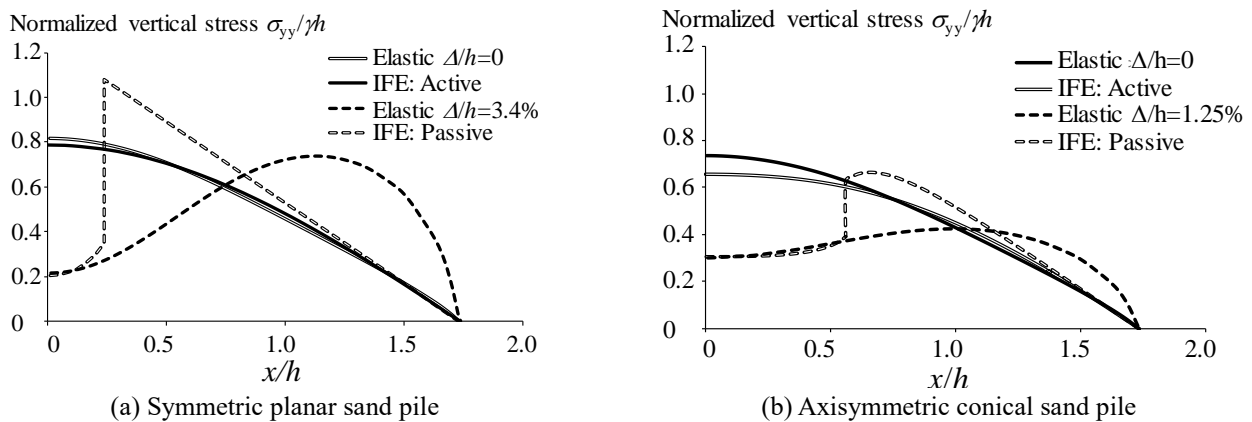 Normalized vertical stress σyy/γh
1.2
1.0
0.8
0.6
0.4
0.2
0
Elastic Δ/h=0
IFE: Active
Elastic Δ/h=3.4%
IFE: Passive
0 0.5 1.0 1.5 2.0
x/h
(a) Symmetric planar sand pile
Normalized vertical stress σyy/γh
1.2
1.0
0.8
0.6
0.4
0.2
0
Elastic Δ/h=0
IFE: Active
Elastic Δ/h=1.25%
IFE: Passive
0 0.5 1.0 1.5 2.0
x/h
(b) Axisymmetric conical sand pile